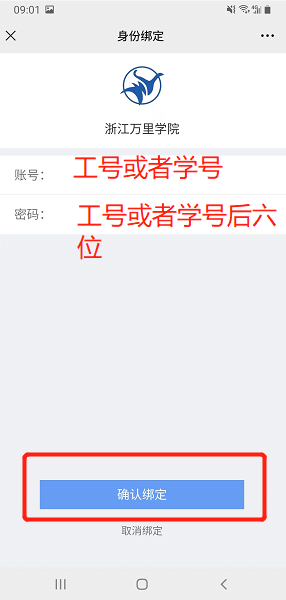 09:01
身份绑定
浙江万里学院
账号： 工号或者学号
密码： 工号或者学号后六
位
确认绑定
取消绑定